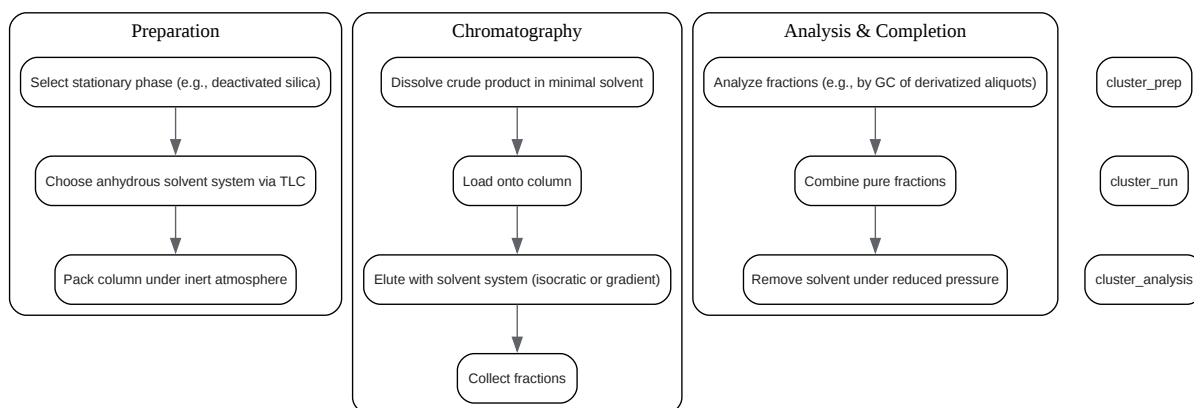 Preparation
Select stationary phase (e.g., deactivated silica)
Choose anhydrous solvent system via TLC
Pack column under inert atmosphere
Chromatography
Dissolve crude product in minimal solvent
Load onto column
Elute with solvent system (isocratic or gradient)
Collect fractions
Analysis & Completion
Analyze fractions (e.g., by GC of derivatized aliquots)
Combine pure fractions
Remove solvent under reduced pressure
cluster_prep
cluster_run
cluster_analysis